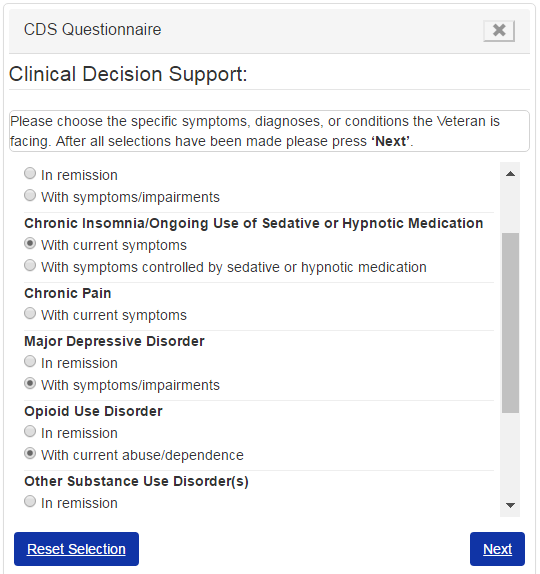 CDS Questionnaire
Clinical Decision Support:
Please choose the specific symptoms, diagnoses, or conditions the Veteran is
facing. After all selections have been made please press ‘Next’.
In remission
With symptoms/impairments
Chronic Insomnia/Ongoing Use of Sedative or Hypnotic Medication
With current symptoms
With symptoms controlled by sedative or hypnotic medication
Chronic Pain
With current symptoms
Major Depressive Disorder
In remission
With symptoms/impairments
Opioid Use Disorder
In remission
With current abuse/dependence
Other Substance Use Disorder(s)
In remission
Reset Selection
Next